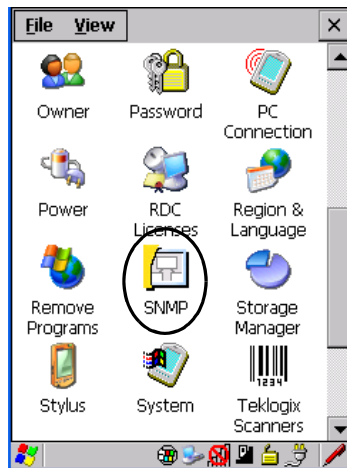 File View
Owner
Password
PC
Connection
Power
RDC
Licenses
Region &
Language
Remove
Programs
SNMP
Storage
Manager
Stylus
System
1234
Teklogix
Scanners